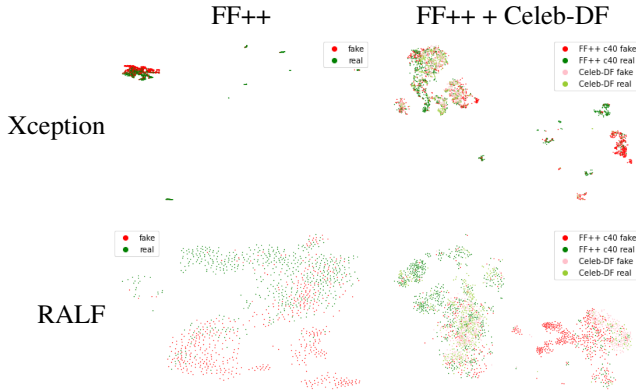 FF++
FF++ + Celeb-DF
Xception
fake
real
FF++ c40 fake
FF++ c40 real
Celeb-DF fake
Celeb-DF real
RALF
fake
real
FF++ c40 fake
FF++ c40 real
Celeb-DF fake
Celeb-DF real